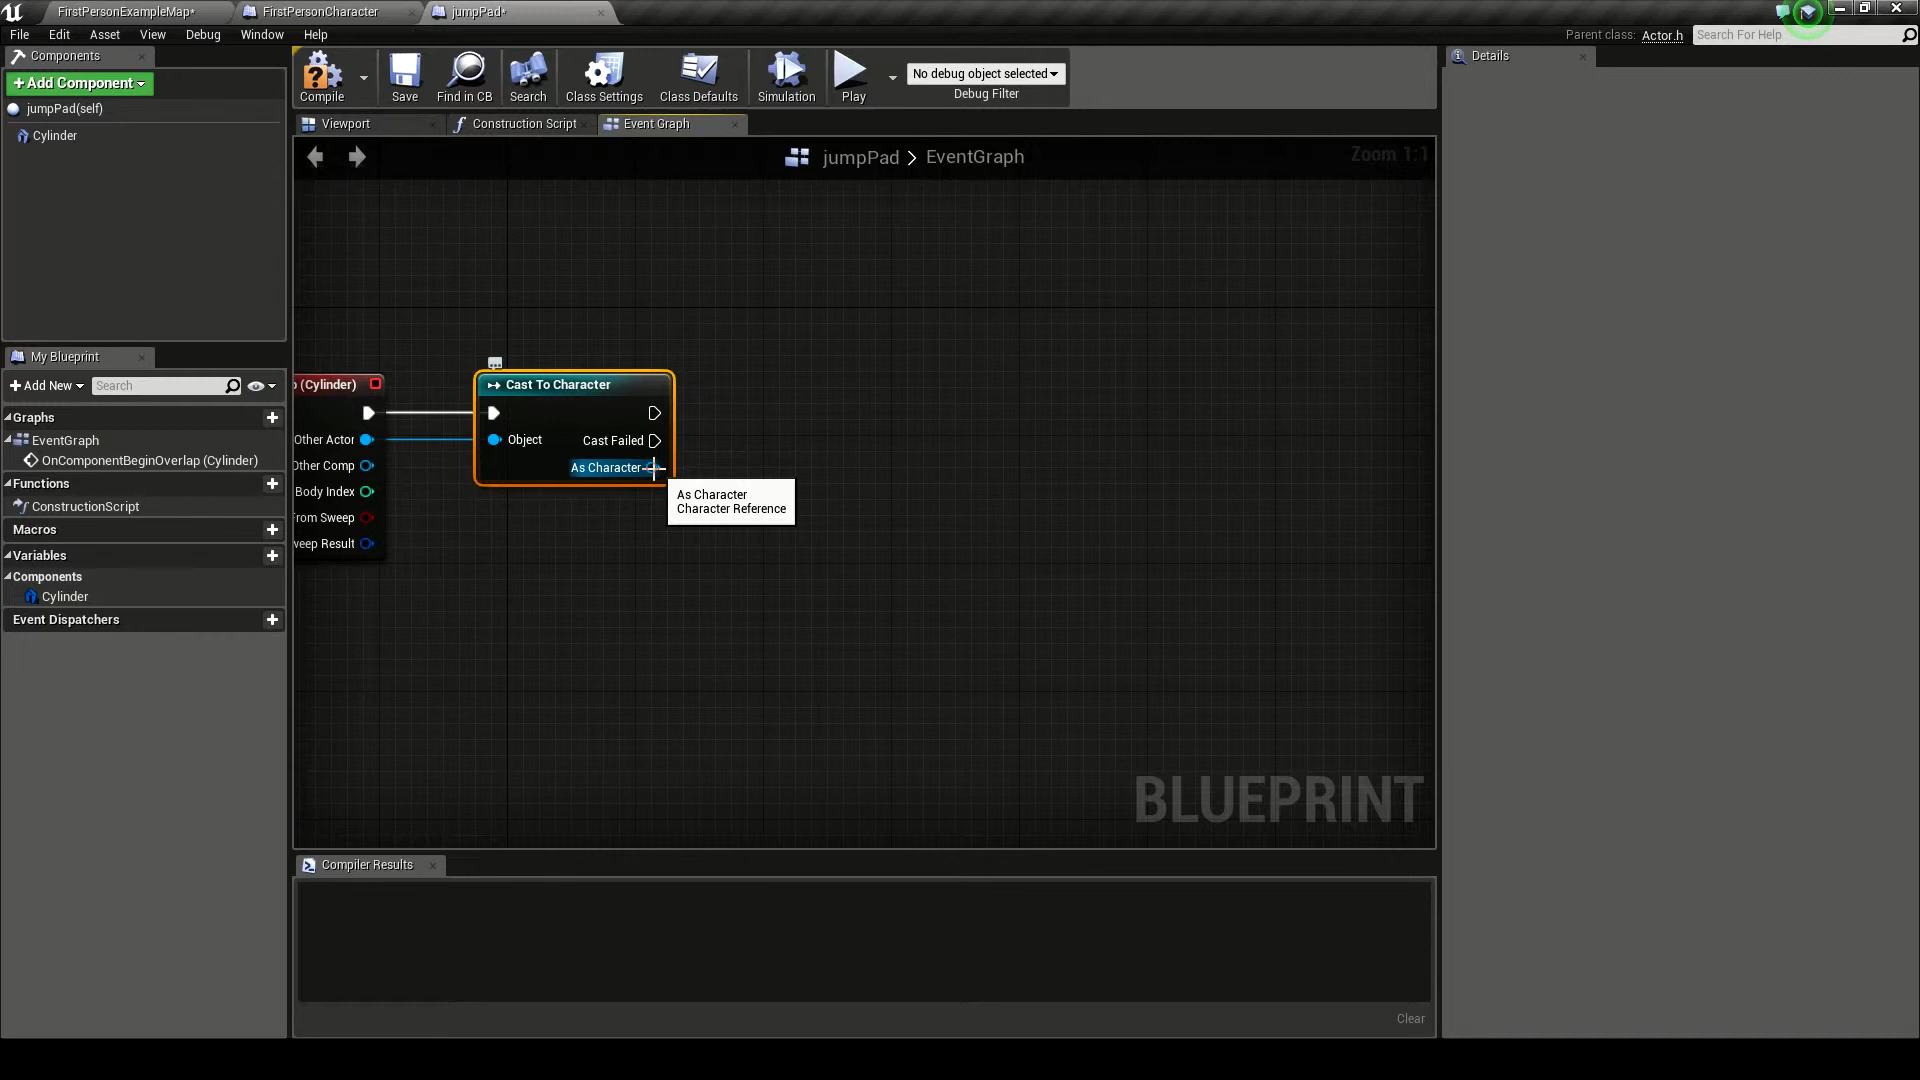 FirstPersonExampleMap*
FirstPersonCharacter
jumpPad*
File Edit Asset View Debug Window Help
Parent class: Actor.h Search For Help
Components
+Add Component
jumpPad(self)
Cylinder
Compile Save Find in CB Search Class Settings Class Defaults Simulation Play
No debug object selected
Debug Filter
Details
Viewport Construction Script Event Graph
jumpPad > EventGraph
Zoom 1:1
My Blueprint
+Add New Search
Graphs
EventGraph
OnComponentBeginOverlap (Cylinder)
Functions
ConstructionScript
Macros
Variables
Components
Cylinder
Event Dispatchers
(Cylinder)
Other Actor
Other Comp
Body Index
From Sweep
weep Result
Cast To Character
Object
Cast Failed
As Character
As Character
Character Reference
BLUEPRINT
Compiler Results
Clear